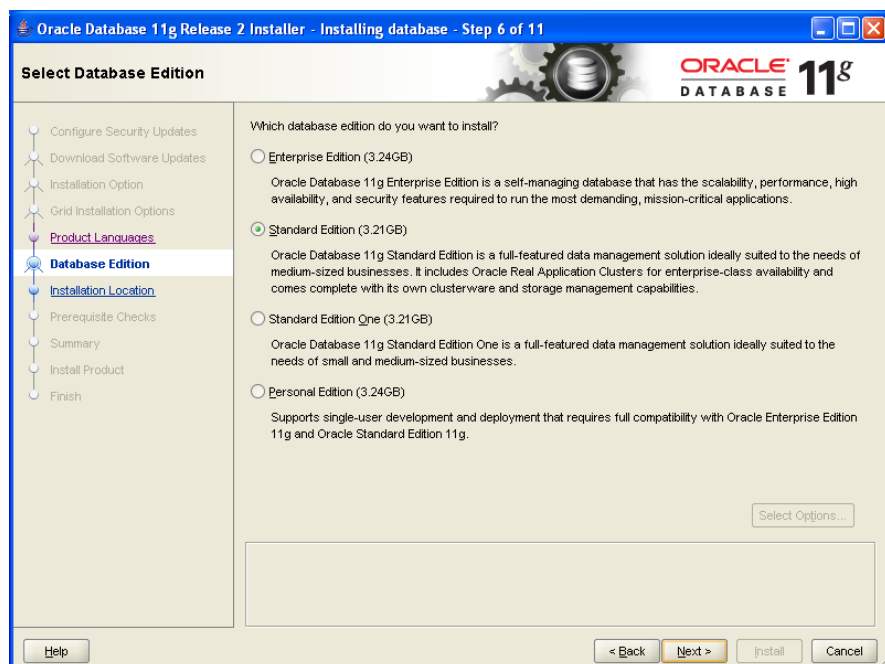 Oracle Database 11g Release 2 Installer - Installing database - Step 6 of 11
Select Database Edition
ORACLE
DATABASE
11g
Configure Security Updates
Download Software Updates
Installation Option
Grid Installation Options
Product Languages
Database Edition
Installation Location
Prerequisite Checks
Summary
Install Product
Finish
Which database edition do you want to install?
Enterprise Edition (3.24GB)
Oracle Database 11g Enterprise Edition is a self-managing database that has the scalability, performance, high
availability, and security features required to run the most demanding, mission-critical applications.
Standard Edition (3.21GB)
Oracle Database 11g Standard Edition is a full-featured data management solution ideally suited to the needs of
medium-sized businesses. It includes Oracle Real Application Clusters for enterprise-class availability and
comes complete with its own clusterware and storage management capabilities.
Standard Edition One (3.21GB)
Oracle Database 11g Standard Edition One is a full-featured data management solution ideally suited to the
needs of small and medium-sized businesses.
Personal Edition (3.24GB)
Supports single-user development and deployment that requires full compatibility with Oracle Enterprise Edition
11g and Oracle Standard Edition 11g.
Select Options...
Help
< Back
Next >
Install
Cancel